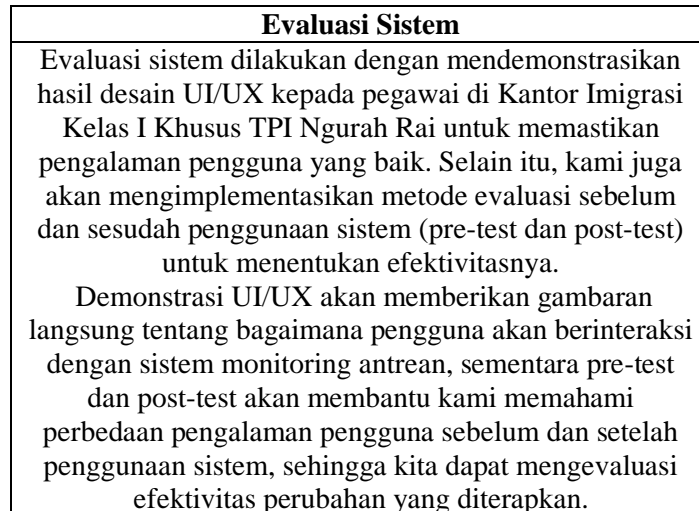 Evaluasi Sistem
Evaluasi sistem dilakukan dengan mendemonstrasikan
hasil desain UI/UX kepada pegawai di Kantor Imigrasi
Kelas I Khusus TPI Ngurah Rai untuk memastikan
pengalaman pengguna yang baik. Selain itu, kami juga
akan mengimplementasikan metode evaluasi sebelum
dan sesudah penggunaan sistem (pre-test dan post-test)
untuk menentukan efektivitasnya.
Demonstrasi UI/UX akan memberikan gambaran
langsung tentang bagaimana pengguna akan berinteraksi
dengan sistem monitoring antrean, sementara pre-test
dan post-test akan membantu kami memahami
perbedaan pengalaman pengguna sebelum dan setelah
penggunaan sistem, sehingga kita dapat mengevaluasi
efektivitas perubahan yang diterapkan.